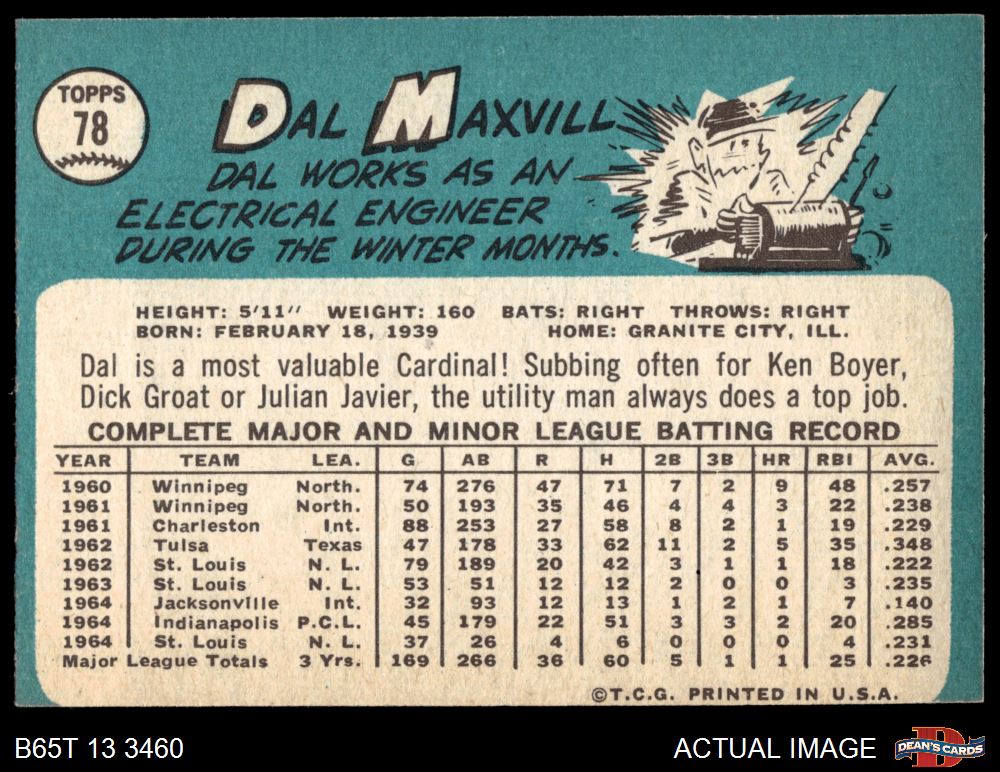 TOPPS
78
DAL MAXVILL
DAL WORKS AS AN
ELECTRICAL ENGINEER
DURING THE WINTER MONTHS.
HEIGHT: 5'11" WEIGHT: 160 BATS: RIGHT THROWS: RIGHT
BORN: FEBRUARY 18, 1939 HOME: GRANITE CITY, ILL.
Dal is a most valuable Cardinal! Subbing often for Ken Boyer,
Dick Groat or Julian Javier, the utility man always does a top job.
COMPLETE MAJOR AND MINOR LEAGUE BATTING RECORD
YEAR TEAM LEA. G AB R H 2B 3B HR RBI AVG.
1960 Winnipeg North. 74 276 47 71 7 2 9 48 .257
1961 Winnipeg North. 50 193 35 46 4 4 3 22 .238
1961 Charleston Int. 88 253 27 58 8 2 1 19 .229
1962 Tulsa Texas 47 178 33 62 11 2 5 35 .348
1962 St. Louis N. L. 79 189 20 42 3 1 1 18 .222
1963 St. Louis N. L. 53 51 12 12 2 0 0 3 .235
1964 Jacksonville Int. 32 93 12 13 1 2 1 7 .140
1964 Indianapolis P.C.L. 45 179 22 51 3 3 2 20 .285
1964 St. Louis N. L. 37 26 4 6 0 0 0 4 .231
Major League Totals 3 Yrs. 169 266 36 60 5 1 1 25 .226
©T.C.G. PRINTED IN U.S.A.
B65T 13 3460 ACTUAL IMAGE DEAN'S CARDS